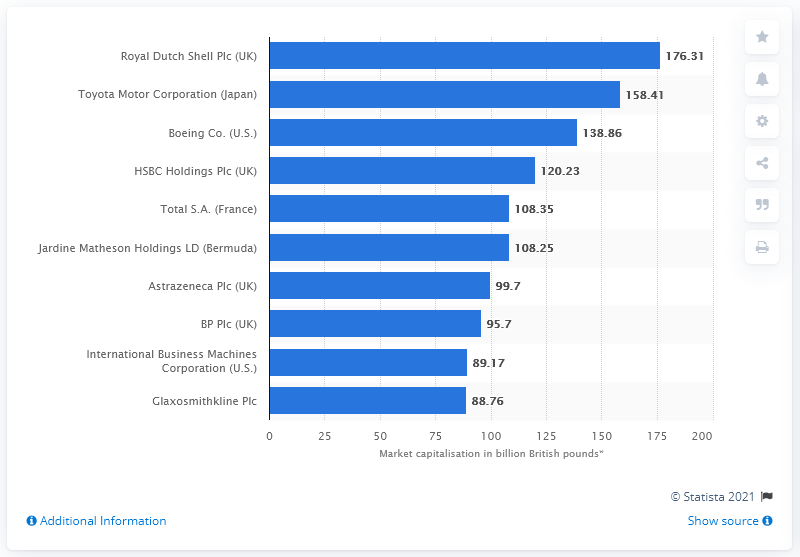 Royal Dutch Shell Plc (UK) 176.31
Toyota Motor Corporation (Japan) 158.41
Boeing Co. (U.S.) 138.86
HSBC Holdings Plc (UK) 120.23
Total S.A. (France) 108.35
Jardine Matheson Holdings LD (Bermuda) 108.25
Astrazeneca Plc (UK) 99.7
BP Plc (UK) 95.7
International Business Machines
Corporation (U.S.) 89.17
Glaxosmithkline Plc 88.76
0 25 50 75 100 125 150 175 200
Market capitalisation in billion British pounds*
© Statista 2021
Additional Information
Show source